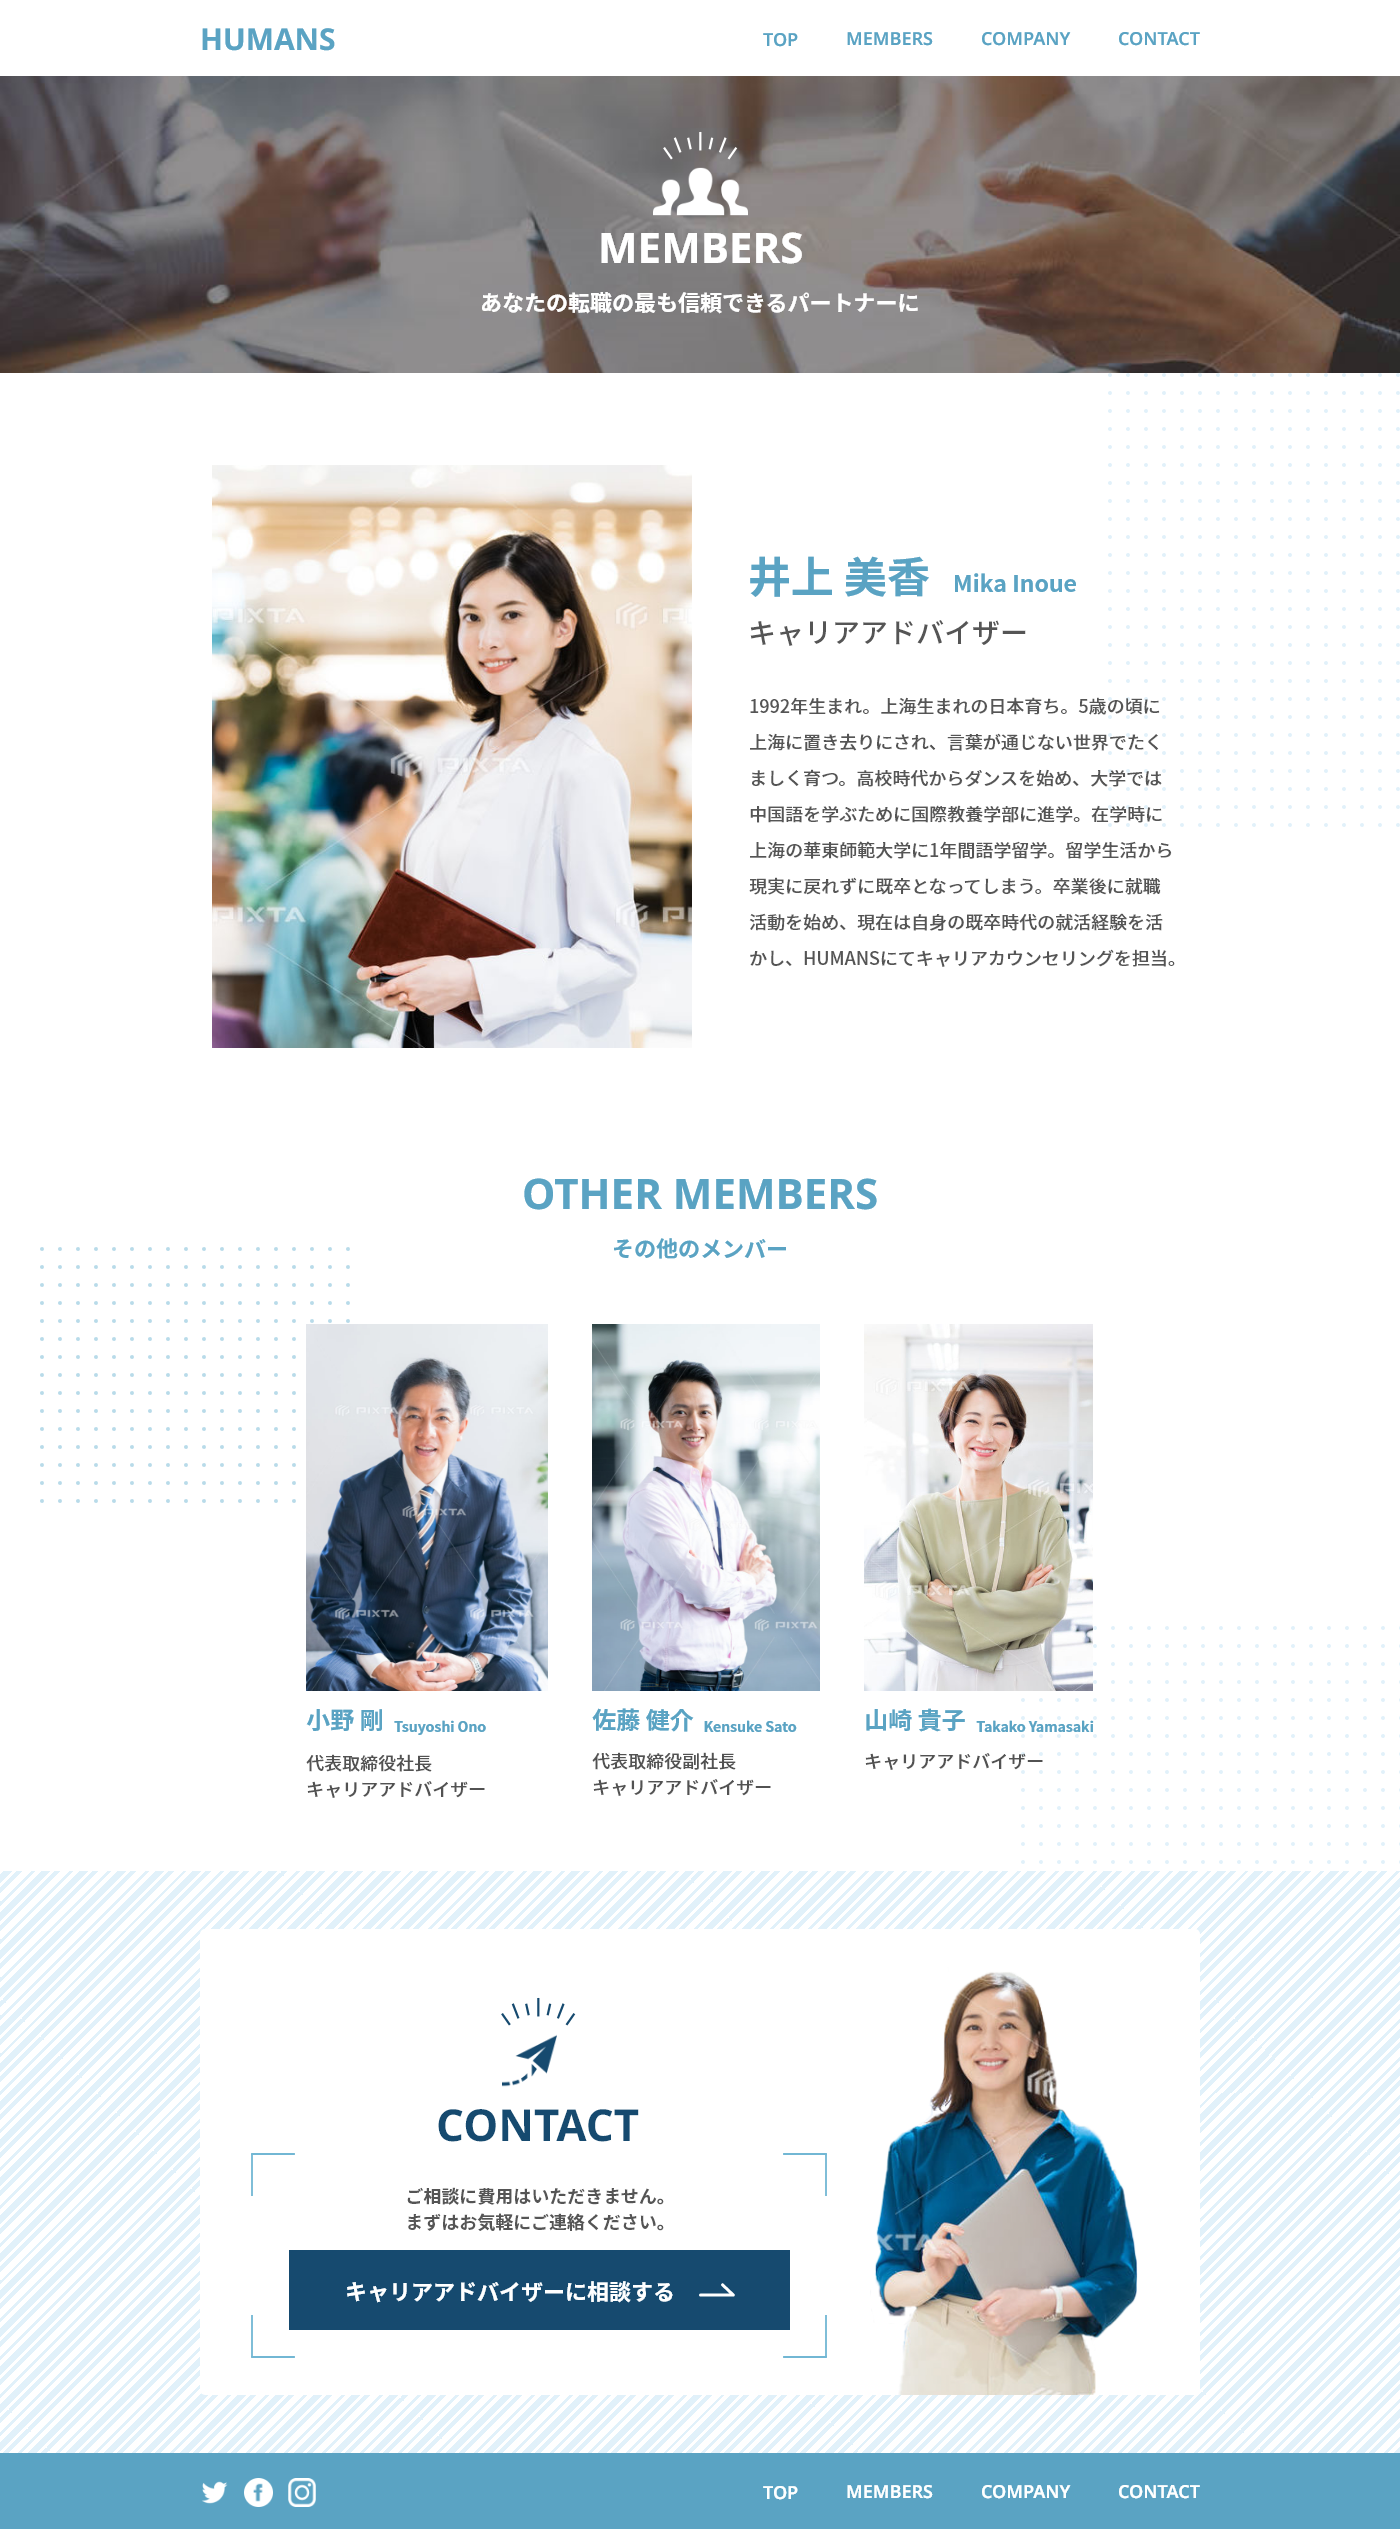 HUMANS
TOP MEMBERS COMPANY CONTACT
MEMBERS
あなたの転職の最も信頼できるパートナーに
井上 美香 Mika Inoue
キャリアアドバイザー
1992年生まれ。上海生まれの日本育ち。5歳の頃に
上海に置き去りにされ、言葉が通じない世界でたく
ましく育つ。高校時代からダンスを始め、大学では
中国語を学ぶために国際教養学部に進学。在学時に
上海の華東師範大学に1年間語学留学。留学生活から
現実に戻れずに既卒となってしまう。卒業後に就職
活動を始め、現在は自身の既卒時代の就活経験を活
かし、HUMANSにてキャリアカウンセリングを担当。
PIXTA
PIXTA
PIXTA
OTHER MEMBERS
その他のメンバー
PIXTA
PIXTA
PIXTA
PIXTA
PIXTA
小野 剛 Tsuyoshi Ono
代表取締役社長
キャリアアドバイザー
PIXTA
PIXTA
PIXTA
佐藤 健介 Kensuke Sato
代表取締役副社長
キャリアアドバイザー
PIXTA
PIXTA
山崎 貴子 Takako Yamasaki
キャリアアドバイザー
CONTACT
ご相談に費用はいただきません。
まずはお気軽にご連絡ください。
キャリアアドバイザーに相談する
TOP MEMBERS COMPANY CONTACT